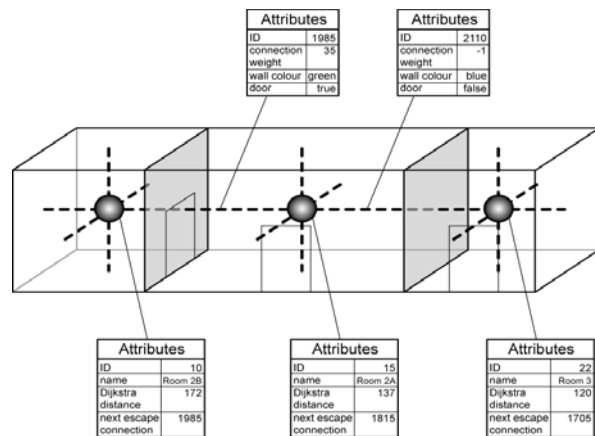 Attributes
ID 1985
connection 35
weight
wall colour green
door true
Attributes
ID 2110
connection -1
weight
wall colour blue
door false
Attributes
ID 10
name Room 2B
Dijkstra 172
distance
next escape 1985
connection
Attributes
ID 15
name Room 2A
Dijkstra 137
distance
next escape 1815
connection
Attributes
ID 22
name Room 3
Dijkstra 120
distance
next escape 1705
connection